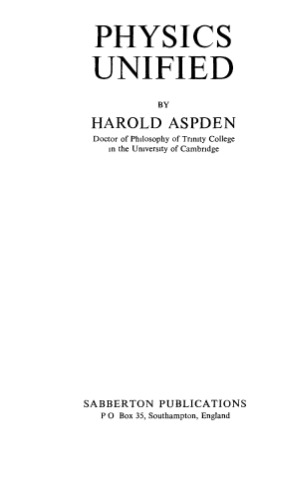 PHYSICS
UNIFIED
BY
HAROLD ASPDEN
Doctor of Philosophy of Trinity College
in the University of Cambridge
SABBERTON PUBLICATIONS
P O Box 35, Southampton, England